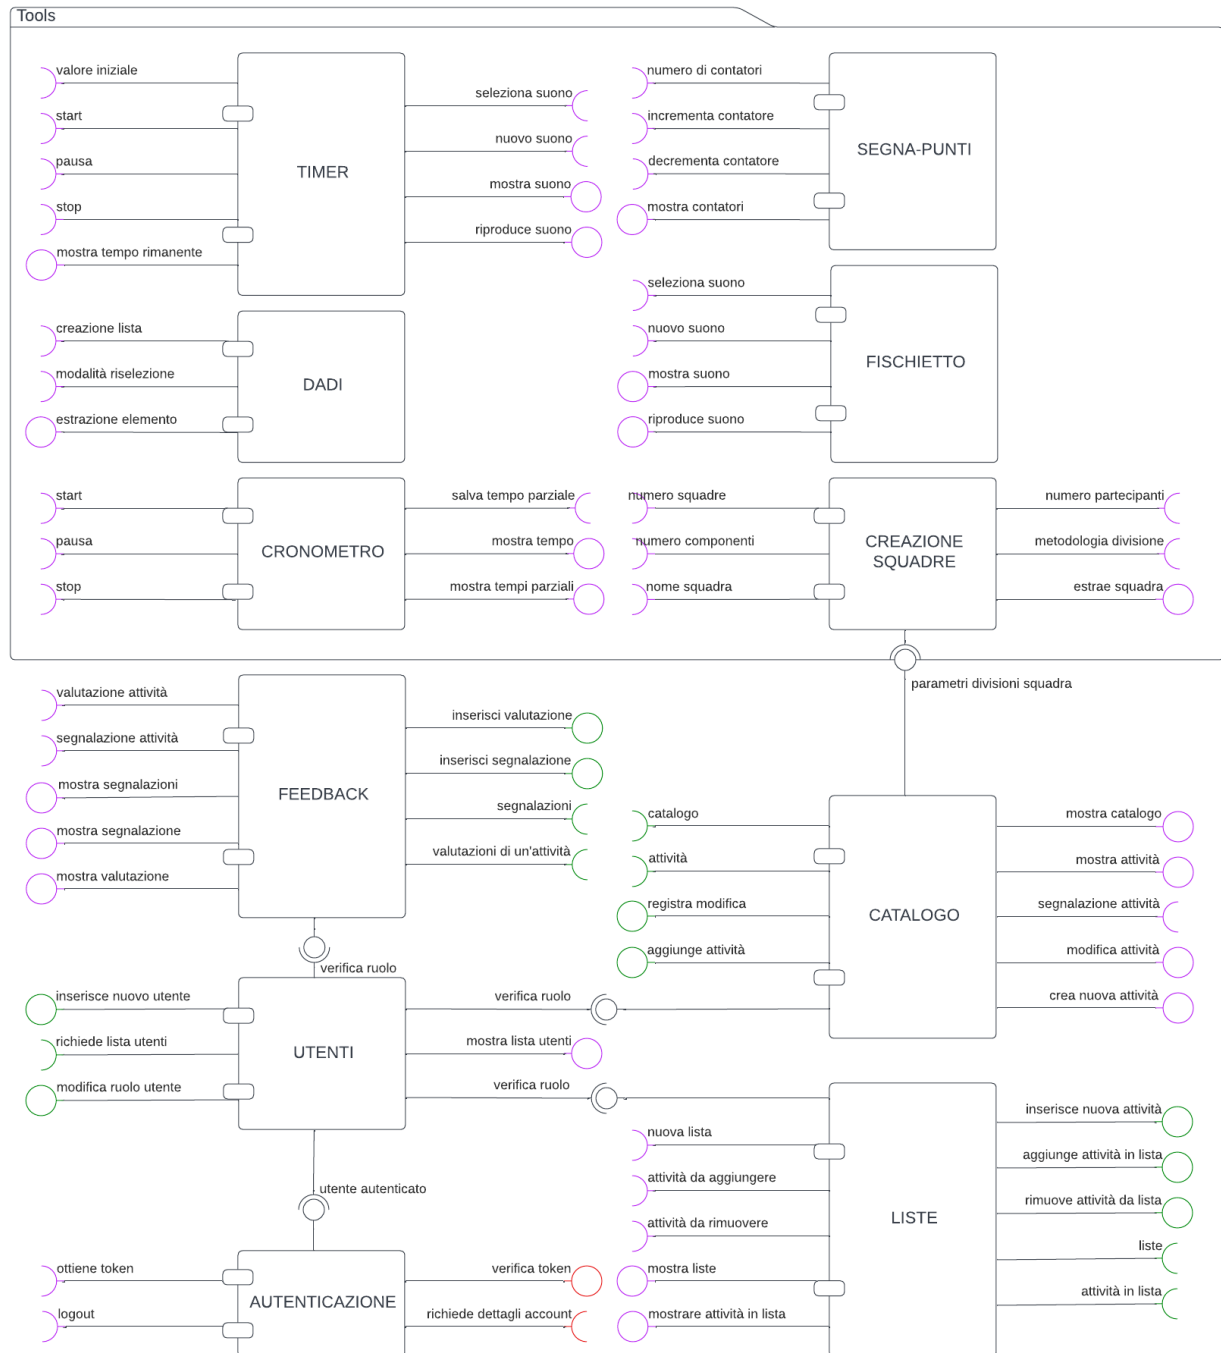 Tools
valore iniziale
start
pausa
stop
mostra tempo rimanente
TIMER
seleziona suono
nuovo suono
mostra suono
riproduce suono
numero di contatori
incrementa contatore
decrementa contatore
mostra contatori
SEGNA-PUNTI
creazione lista
modalità riselezione
estrazione elemento
DADI
seleziona suono
nuovo suono
mostra suono
riproduce suono
FISCHIETTO
start
pausa
stop
CRONOMETRO
salva tempo parziale
mostra tempo
mostra tempi parziali
numero squadre
numero componenti
nome squadra
CREAZIONE
SQUADRE
numero partecipanti
metodologia divisione
estrae squadra
parametri divisioni squadra
valutazione attività
segnalazione attività
mostra segnalazioni
mostra segnalazione
mostra valutazione
FEEDBACK
inserisci valutazione
inserisci segnalazione
segnalazioni
valutazioni di un'attività
catalogo
attività
registra modifica
aggiunge attività
CATALOGO
mostra catalogo
mostra attività
segnalazione attività
modifica attività
crea nuova attività
verifica ruolo
inserisce nuovo utente
richiede lista utenti
modifica ruolo utente
UTENTI
verifica ruolo
mostra lista utenti
verifica ruolo
utente autenticato
nuova lista
attività da aggiungere
attività da rimuovere
mostra liste
mostrare attività in lista
LISTE
inserisce nuova attività
aggiunge attività in lista
rimuove attività da lista
liste
attività in lista
ottiene token
logout
AUTENTICAZIONE
verifica token
richiede dettagli account